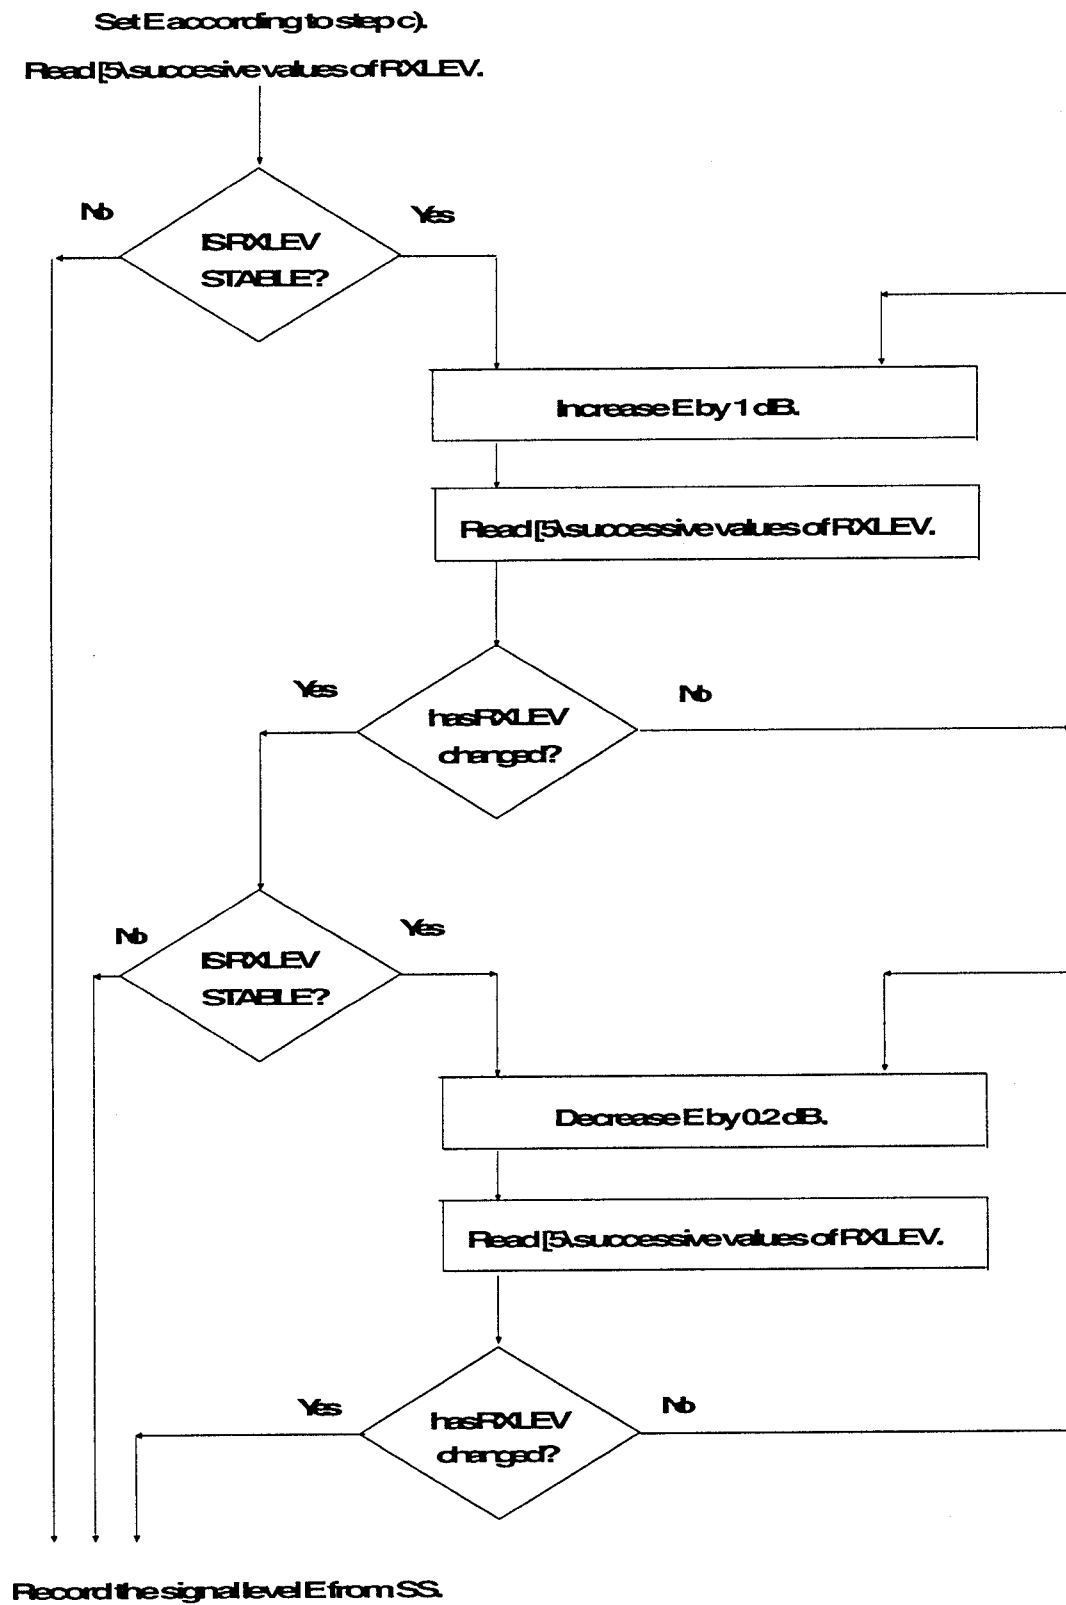 Set E according to step c).
Read [5\succesive values of RXLEV.
No
Yes
IS RXLEV
STABLE?
Increase E by 1 dB.
Read [5\successive values of RXLEV.
Yes
No
has RXLEV
changed?
No
Yes
IS RXLEV
STABLE?
Decrease E by 0.2 dB.
Read [5\successive values of RXLEV.
Yes
No
has RXLEV
changed?
Record the signal level E from SS.